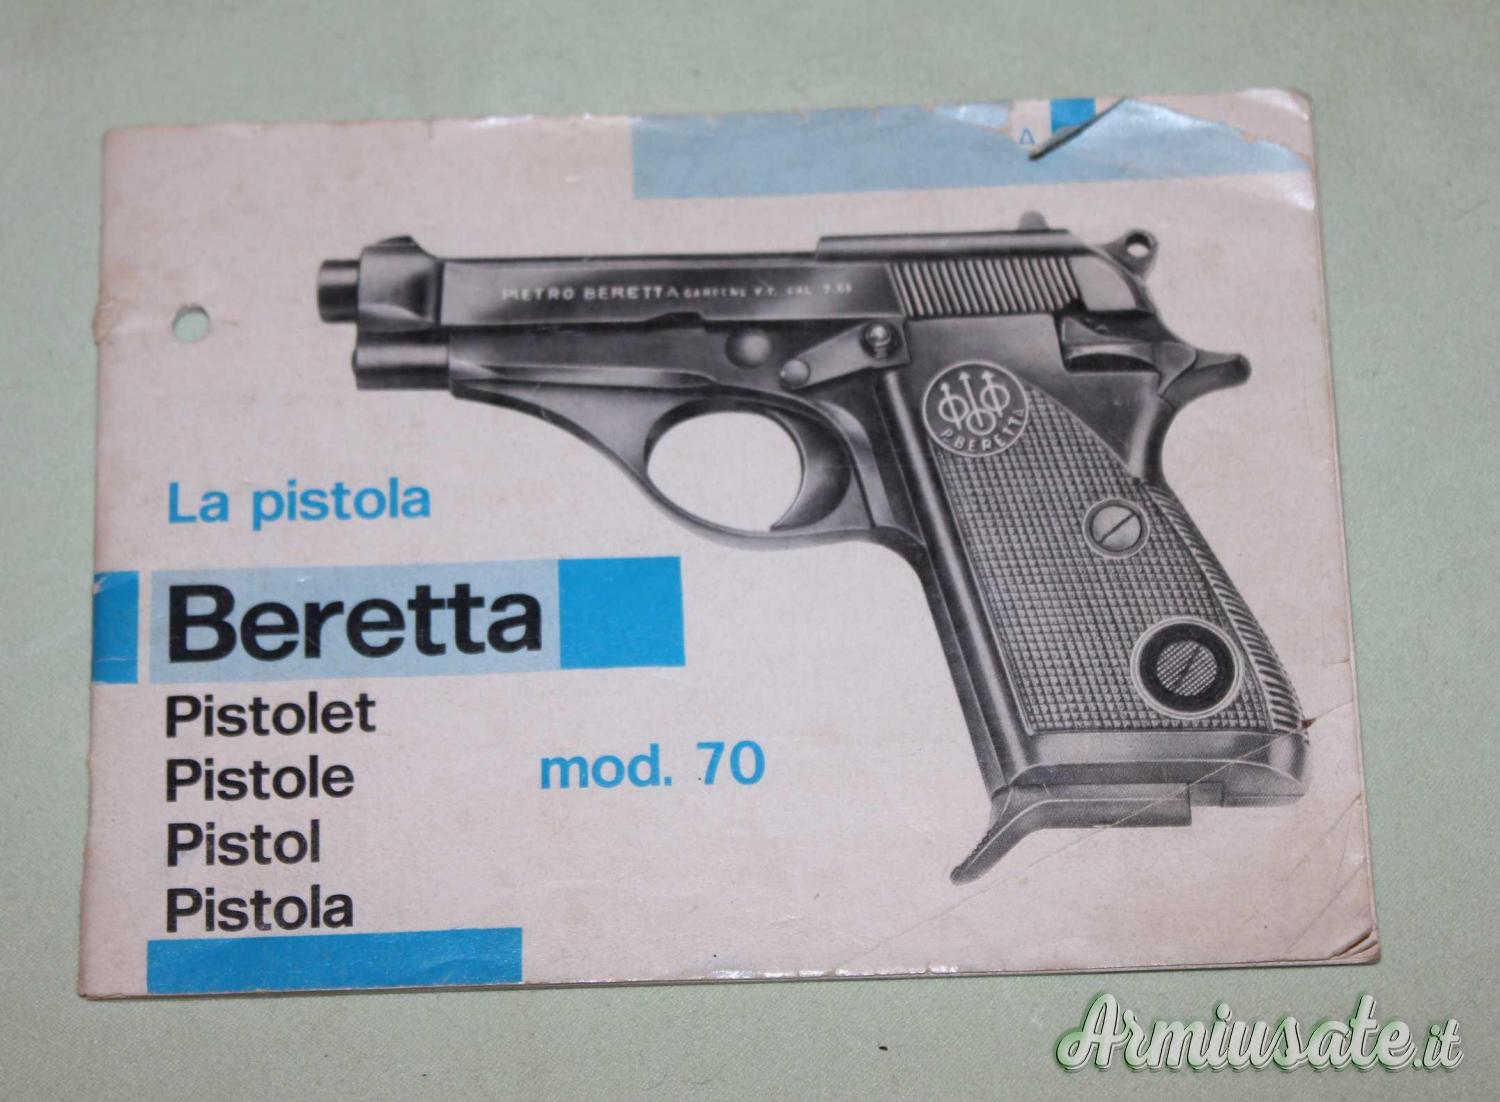 A
PIETRO BERETTA GARDONE V.T. CAL 7.65
P. BERETTA
La pistola
Beretta
Pistolet
Pistole
Pistol
Pistola
mod. 70
Armiusate.it